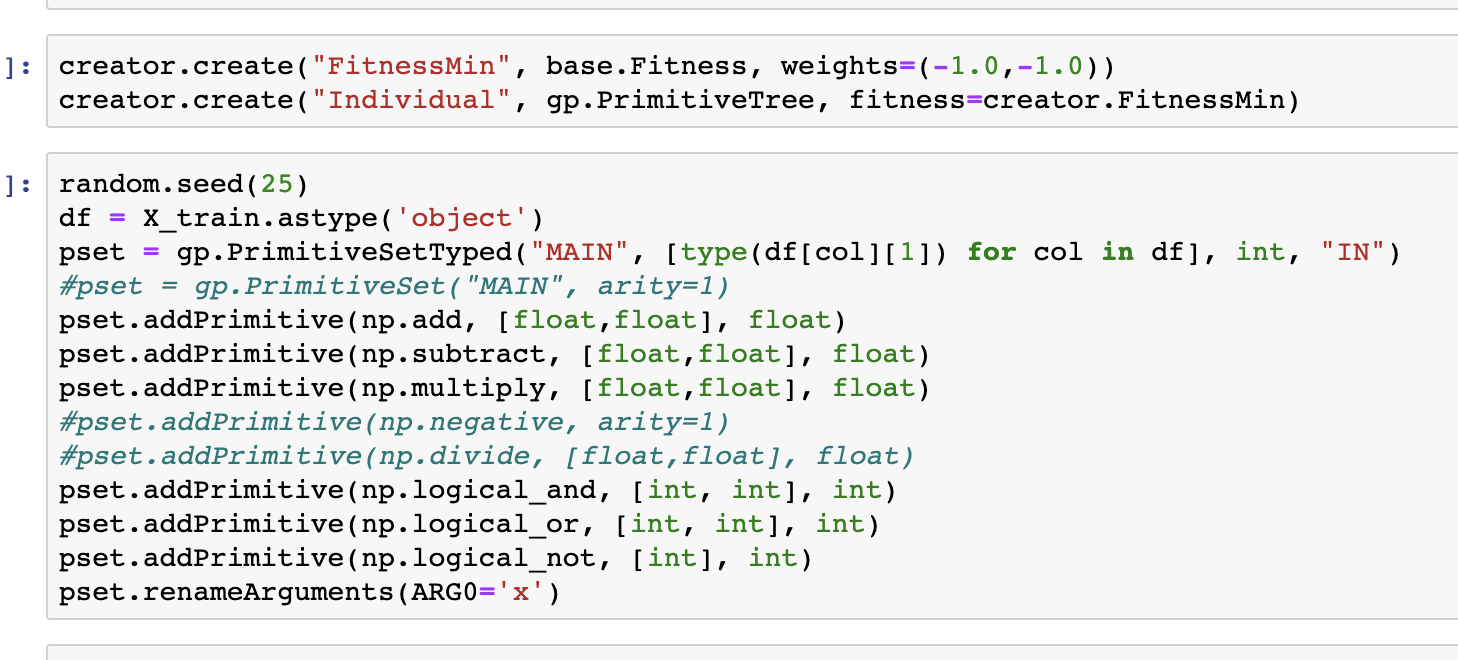 ]: creator.create("FitnessMin", base.Fitness, weights=(-1.0,-1.0))
creator.create("Individual", gp.PrimitiveTree, fitness=creator.FitnessMin)
]: random.seed(25)
df = X_train.astype('object')
pset = gp.PrimitiveSetTyped("MAIN", [type(df[col][1]) for col in df], int, "IN")
#pset = gp.PrimitiveSet("MAIN", arity=1)
pset.addPrimitive(np.add, [float,float], float)
pset.addPrimitive(np.subtract, [float,float], float)
pset.addPrimitive(np.multiply, [float,float], float)
#pset.addPrimitive(np.negative, arity=1)
#pset.addPrimitive(np.divide, [float,float], float)
pset.addPrimitive(np.logical_and, [int, int], int)
pset.addPrimitive(np.logical_or, [int, int], int)
pset.addPrimitive(np.logical_not, [int], int)
pset.renameArguments(ARG0='x')